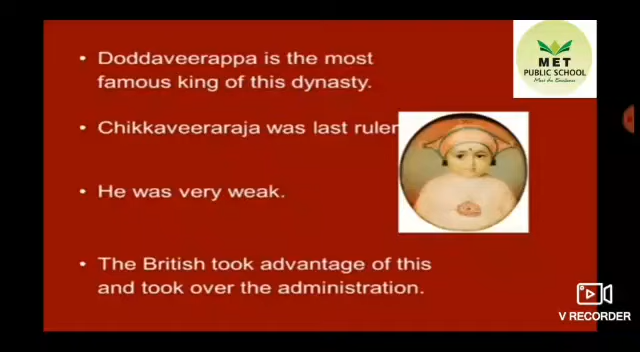 • Doddaveerappa is the most
famous king of this dynasty.
• Chikkaveeraraja was last ruler
• He was very weak.
• The British took advantage of this
and took over the administration.
MET
PUBLIC SCHOOL
V RECORDER